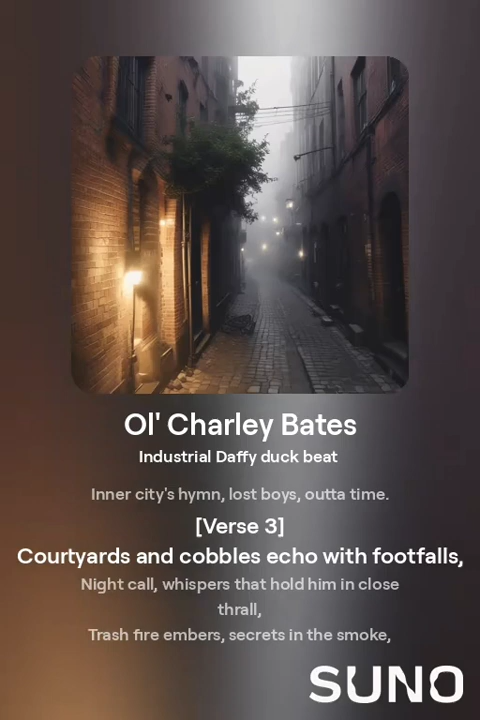 Ol' Charley Bates
Industrial Daffy duck beat
Inner city's hymn, lost boys, outta time.
[Verse 3]
Courtyards and cobbles echo with footfalls,
Night call, whispers that hold him in close
thrall,
Trash fire embers, secrets in the smoke,
SUNO